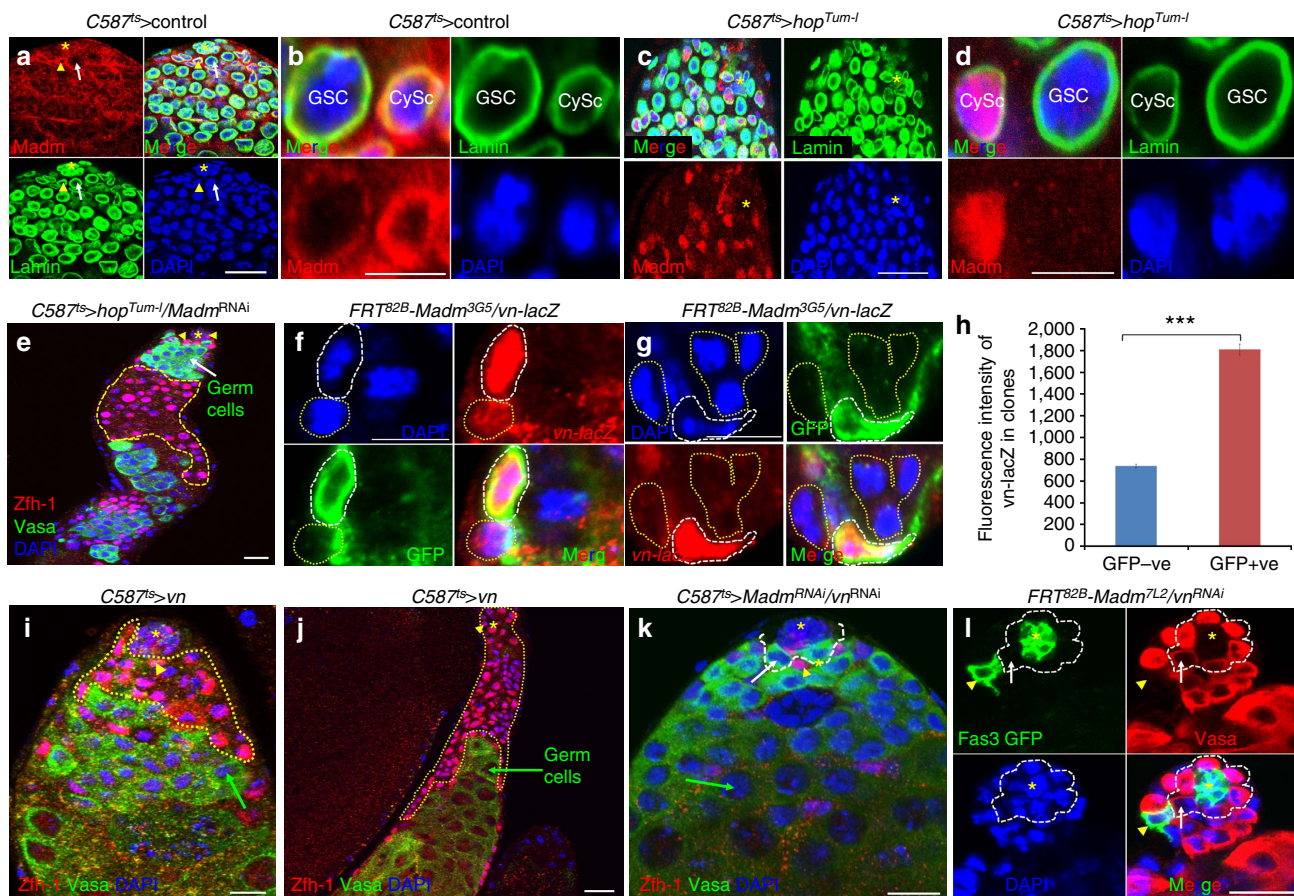 C587ts>control
C587ts>control
C587ts>hopTum-l
C587ts>hopTum-l
a
*
*
Madm
Merge
*
*
Lamin
DAPI
b
GSC
CySc
GSC
CySc
Merge
Lamin
Madm
DAPI
c
*
*
Merge
Lamin
*
*
Madm
DAPI
d
CySc
GSC
CySc
GSC
Merge
Lamin
Madm
DAPI
C587ts>hopTum-l/MadmRNAi
FRT82B-Madm3G5/vn-lacZ
FRT82B-Madm3G5/vn-lacZ
e
*
Germ
cells
Zfh-1
Vasa
DAPI
f
DAPI
vn-lacZ
GFP
Merg
g
DAPI
GFP
vn-lac
Merge
h
***
Fluorescence intensity of
vn-lacZ in clones
2,000
1,800
1,600
1,400
1,200
1,000
800
600
400
200
0
GFP–ve
GFP+ve
C587ts>vn
C587ts>vn
C587ts>MadmRNAi/vnRNAi
FRT82B-Madm7L2/vnRNAi
i
*
Zfh-1 Vasa DAPI
j
*
Germ
cells
Zfh-1 Vasa DAPI
k
*
*
Zfh-1 Vasa DAPI
l
*
*
Fas3 GFP
Vasa
*
*
DAPI
Merge